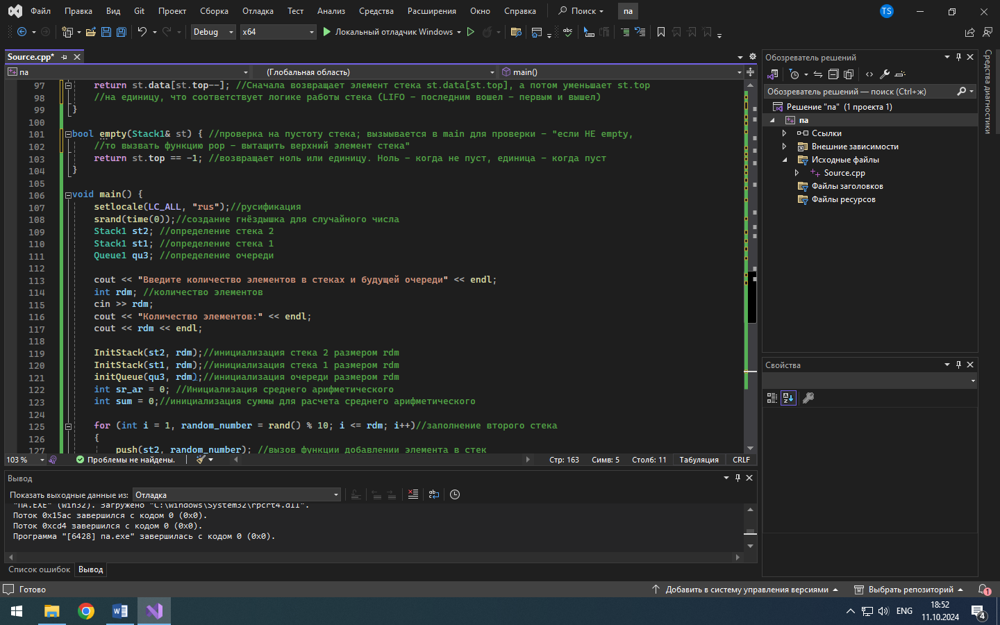 Файл Правка Вид Git Проект Сборка Отладка Тест Анализ Средства Расширения Окно Справка Поиск па TS
Debug x64 Локальный отладчик Windows
Source.cpp*
па (Глобальная область) main()
97 return st.data[st.top--]; //Сначала возвращает элемент стека st.data[st.top], а потом уменьшает st.top
98 //на единицу, что соответствует логике работы стека (LIFO - последним вошел - первым и вышел)
99 }
100
101 bool empty(Stack1& st) { //проверка на пустоту стека; вызывается в main для проверки - "если НЕ empty,
102 //то вызвать функцию pop - вытащить верхний элемент стека"
103 return st.top == -1; //возвращает ноль или единицу. Ноль - когда не пуст, единица - когда пуст
104 }
105
106 void main() {
107 setlocale(LC_ALL, "rus");//русификация
108 srand(time(0));//создание гнёздышка для случайного числа
109 Stack1 st2; //определение стека 2
110 Stack1 st1; //определение стека 1
111 Queue1 qu3; //определение очереди
112
113 cout << "Введите количество элементов в стеках и будущей очереди" << endl;
114 int rdm; //количество элементов
115 cin >> rdm;
116 cout << "Количество элементов:" << endl;
117 cout << rdm << endl;
118
119 InitStack(st2, rdm);//инициализация стека 2 размером rdm
120 InitStack(st1, rdm);//инициализация стека 1 размером rdm
121 initQueue(qu3, rdm);//инициализация очереди размером rdm
122 int sr_ar = 0; //Инициализация среднего арифметического
123 int sum = 0;//инициализация суммы для расчета среднего арифметического
124
125 for (int i = 1, random_number = rand() % 10; i <= rdm; i++)//заполнение второго стека
126 {
127 push(st2, random_number); //вызов функции добавлении элемента в стек
103 % Проблемы не найдены. Стр: 163 Симв: 5 Столб: 11 Табуляция CRLF
Вывод
Показать выходные данные из: Отладка
"па.exe" (Win32). Загружено "C:\Windows\System32\rpcrt4.dll".
Поток 0x15ac завершился с кодом 0 (0x0).
Поток 0xcd4 завершился с кодом 0 (0x0).
Программа "[6428] па.exe" завершилась с кодом 0 (0x0).
Список ошибок Вывод
Обозреватель решений
Обозреватель решений — поиск (Ctrl+ж)
Решение "па" (1 проекта 1)
па
Ссылки
Внешние зависимости
Исходные файлы
Source.cpp
Файлы заголовков
Файлы ресурсов
Свойства
Средства диагностики
Готово Добавить в систему управления версиями Выбрать репозиторий 1
ENG 18:52
11.10.2024 4